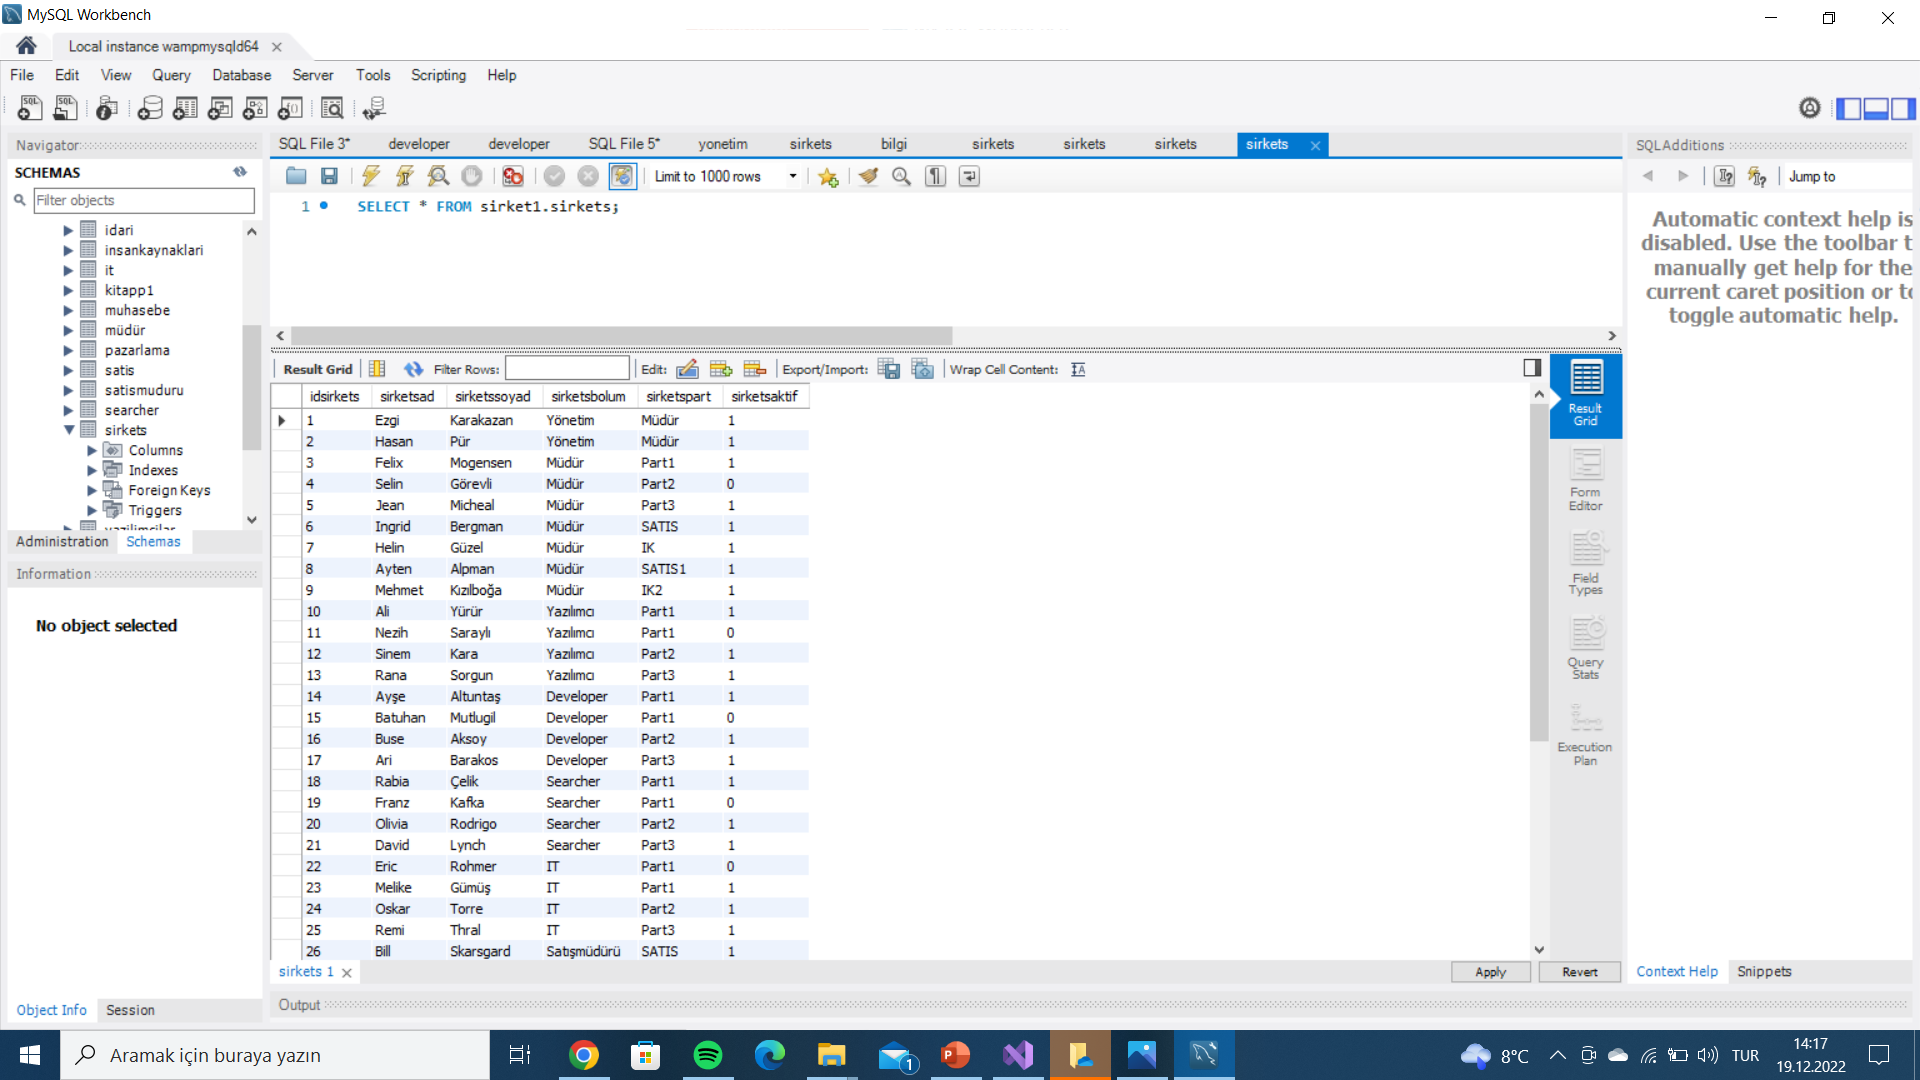 MySQL Workbench
Local instance wampmysqld64
File Edit View Query Database Server Tools Scripting Help
Navigator
SCHEMAS
Filter objects
idari
insankaynaklari
it
kitapp1
muhasebe
müdür
pazarlama
satis
satismuduru
searcher
sirkets
Columns
Indexes
Foreign Keys
Triggers
yazilimcilar
Administration Schemas
Information
No object selected
Object Info Session
SQL File 3* developer developer SQL File 5* yonetim sirkets bilgi sirkets sirkets sirkets sirkets
Limit to 1000 rows
1 SELECT * FROM sirket1.sirkets;
Result Grid Filter Rows: Edit: Export/Import: Wrap Cell Content:
idsirkets sirketsad sirketssoyad sirketsbolum sirketspart sirketsaktif
1 Ezgi Karakazan Yönetim Müdür 1
2 Hasan Pür Yönetim Müdür 1
3 Felix Mogensen Müdür Part1 1
4 Selin Görevli Müdür Part2 0
5 Jean Micheal Müdür Part3 1
6 Ingrid Bergman Müdür SATIS 1
7 Helin Güzel Müdür IK 1
8 Ayten Alpman Müdür SATIS1 1
9 Mehmet Kızılboğa Müdür IK2 1
10 Ali Yürür Yazılımcı Part1 1
11 Nezih Saraylı Yazılımcı Part1 0
12 Sinem Kara Yazılımcı Part2 1
13 Rana Sorgun Yazılımcı Part3 1
14 Ayşe Altuntaş Developer Part1 1
15 Batuhan Mutlugil Developer Part1 0
16 Buse Aksoy Developer Part2 1
17 Ari Barakos Developer Part3 1
18 Rabia Çelik Searcher Part1 1
19 Franz Kafka Searcher Part1 0
20 Olivia Rodrigo Searcher Part2 1
21 David Lynch Searcher Part3 1
22 Eric Rohmer IT Part1 0
23 Melike Gümüş IT Part1 1
24 Oskar Torre IT Part2 1
25 Remi Thral IT Part3 1
26 Bill Skarsgard Satışmüdürü SATIS 1
sirkets 1
Apply Revert
Output
Result
Grid
Form
Editor
Field
Types
Query
Stats
Execution
Plan
SQLAdditions
Jump to
Automatic context help is
disabled. Use the toolbar t
manually get help for the
current caret position or to
toggle automatic help.
Context Help Snippets
Aramak için buraya yazın
1
8°C
TUR
14:17
19.12.2022